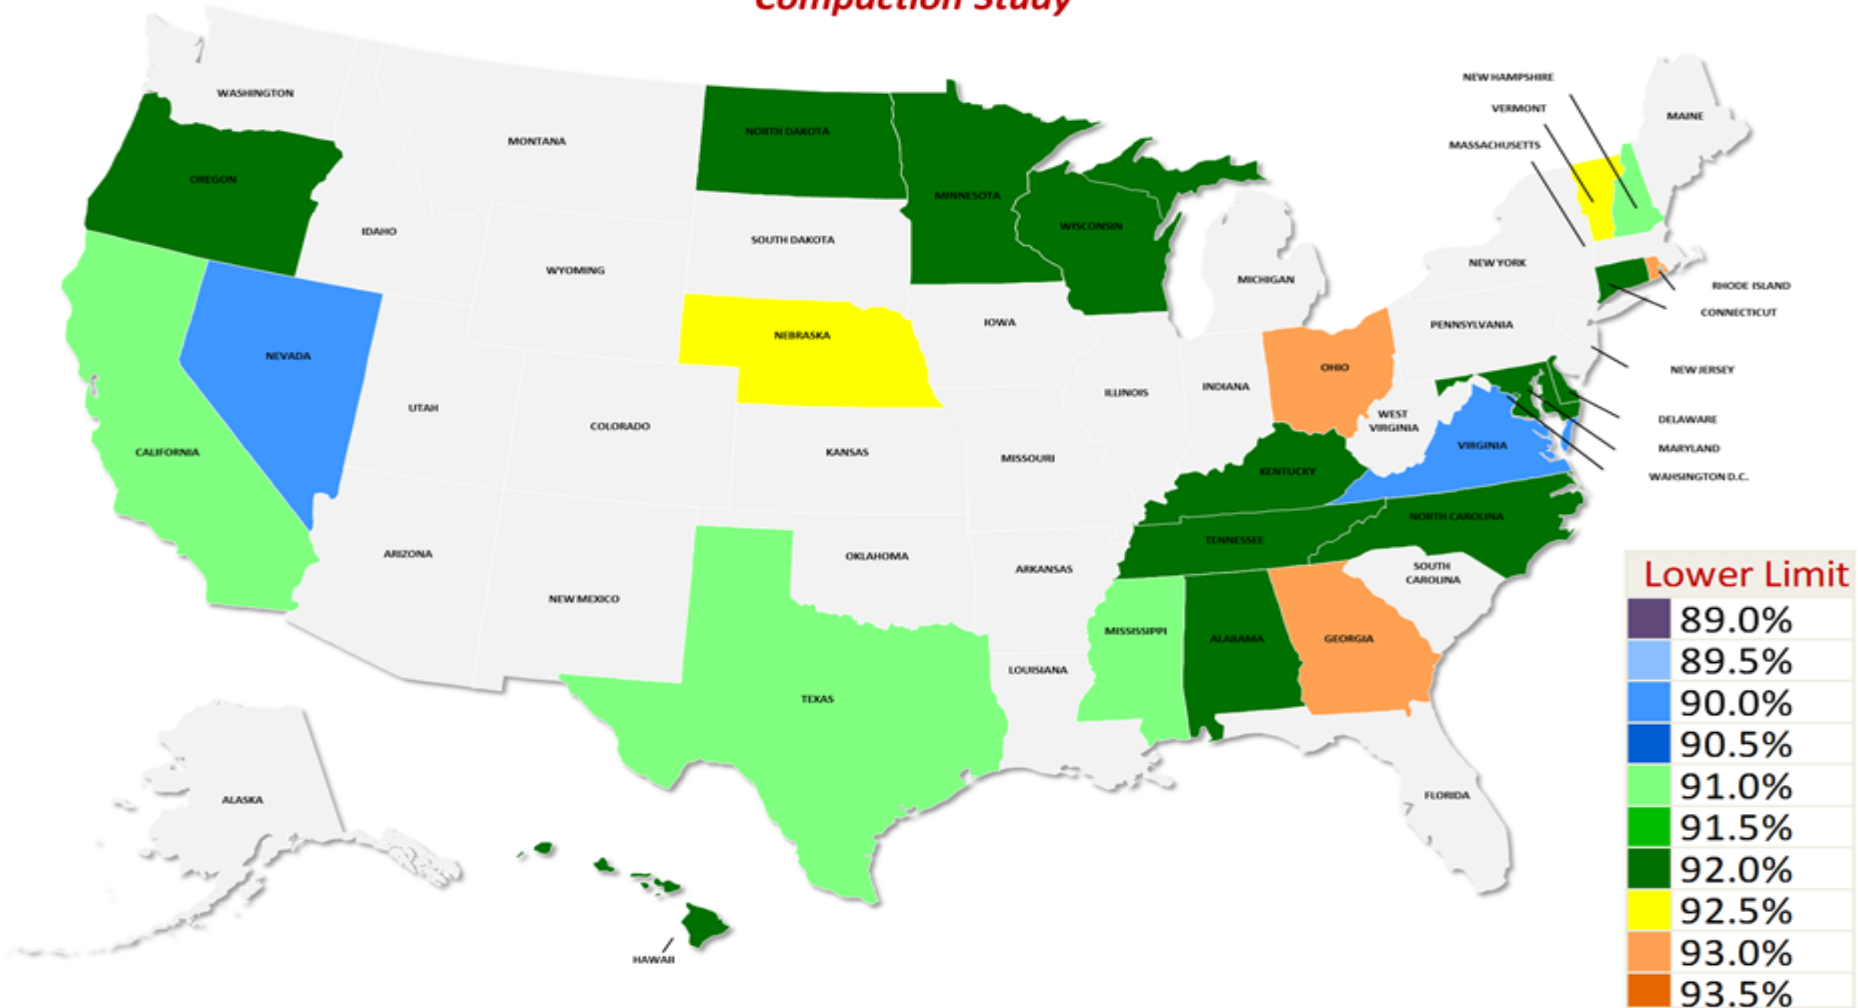 Compaction Study
NEW HAMPSHIRE
VERMONT
MASSACHUSETTS
MAINE
WASHINGTON
MONTANA
NORTH DAKOTA
MINNESOTA
OREGON
IDAHO
WYOMING
SOUTH DAKOTA
WISCONSIN
MICHIGAN
NEW YORK
RHODE ISLAND
CONNECTICUT
PENNSYLVANIA
NEW JERSEY
IOWA
NEBRASKA
NEVADA
UTAH
COLORADO
KANSAS
ILLINOIS
INDIANA
OHIO
WEST
VIRGINIA
VIRGINIA
DELAWARE
MARYLAND
WAHSINGTON D.C.
CALIFORNIA
MISSOURI
KENTUCKY
NORTH CAROLINA
TENNESSEE
ARIZONA
NEW MEXICO
OKLAHOMA
ARKANSAS
SOUTH
CAROLINA
MISSISSIPPI
ALABAMA
GEORGIA
TEXAS
LOUISIANA
FLORIDA
ALASKA
HAWAII
Lower Limit
89.0%
89.5%
90.0%
90.5%
91.0%
91.5%
92.0%
92.5%
93.0%
93.5%